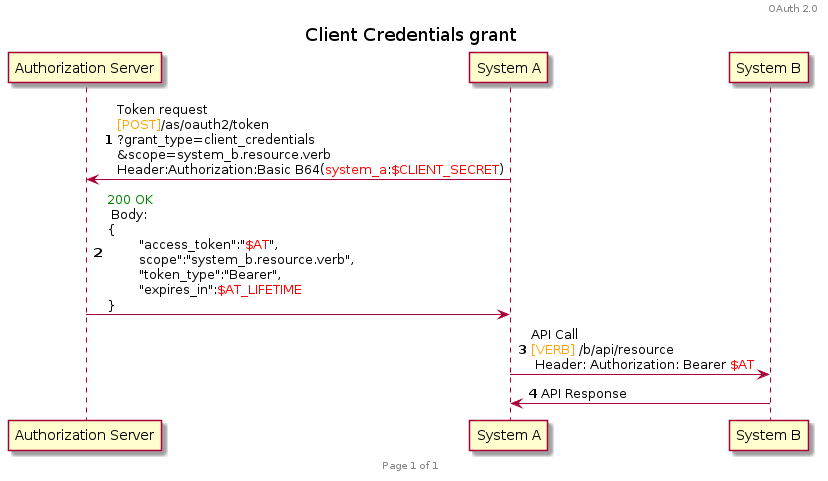 OAuth 2.0
Client Credentials grant
Authorization Server System A System B
Token request
[POST]/as/oauth2/token
1 ?grant_type=client_credentials
&scope=system_b.resource.verb
Header:Authorization:Basic B64(system_a:$CLIENT_SECRET)
200 OK
Body:
{
"access_token":"$AT",
2 scope":"system_b.resource.verb",
"token_type":"Bearer",
"expires_in":$AT_LIFETIME
}
API Call
3 [VERB] /b/api/resource
Header: Authorization: Bearer $AT
4 API Response
Authorization Server System A System B
Page 1 of 1